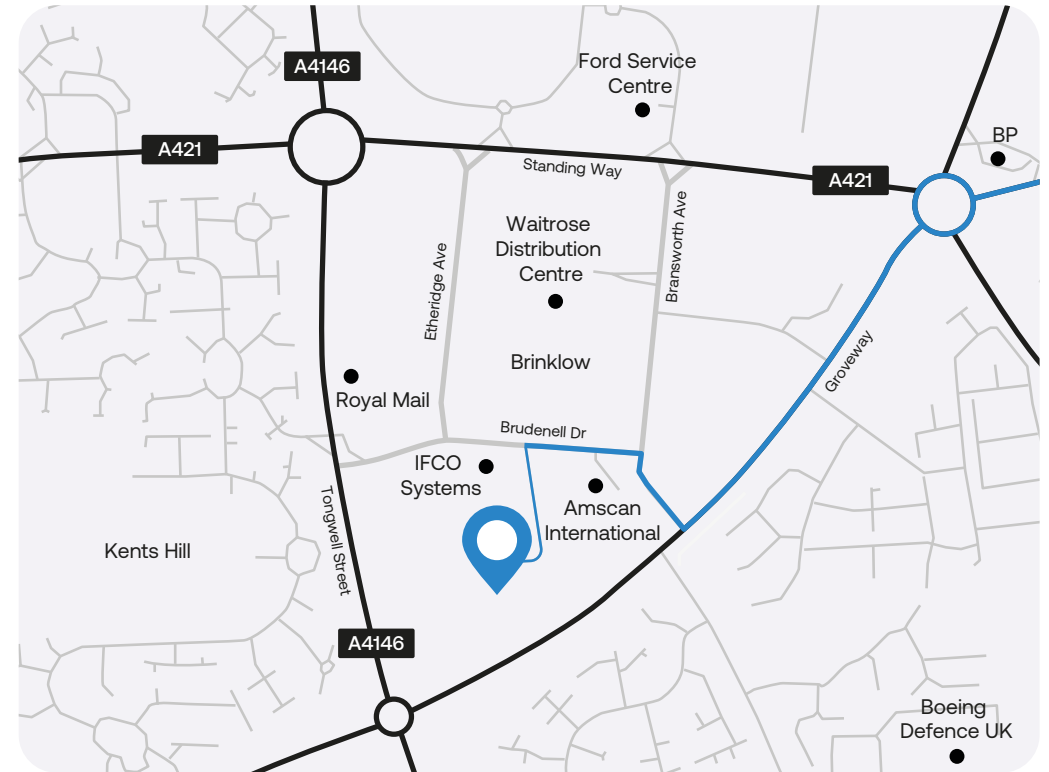 A4146
Ford Service
Centre
BP
A421
Standing Way
A421
Waitrose
Distribution
Centre
Bransworth Ave
Etheridge Ave
Brinklow
Groveway
Royal Mail
Brudenell Dr
IFCO
Systems
Amscan
International
Tongwell Street
Kents Hill
A4146
Boeing
Defence UK